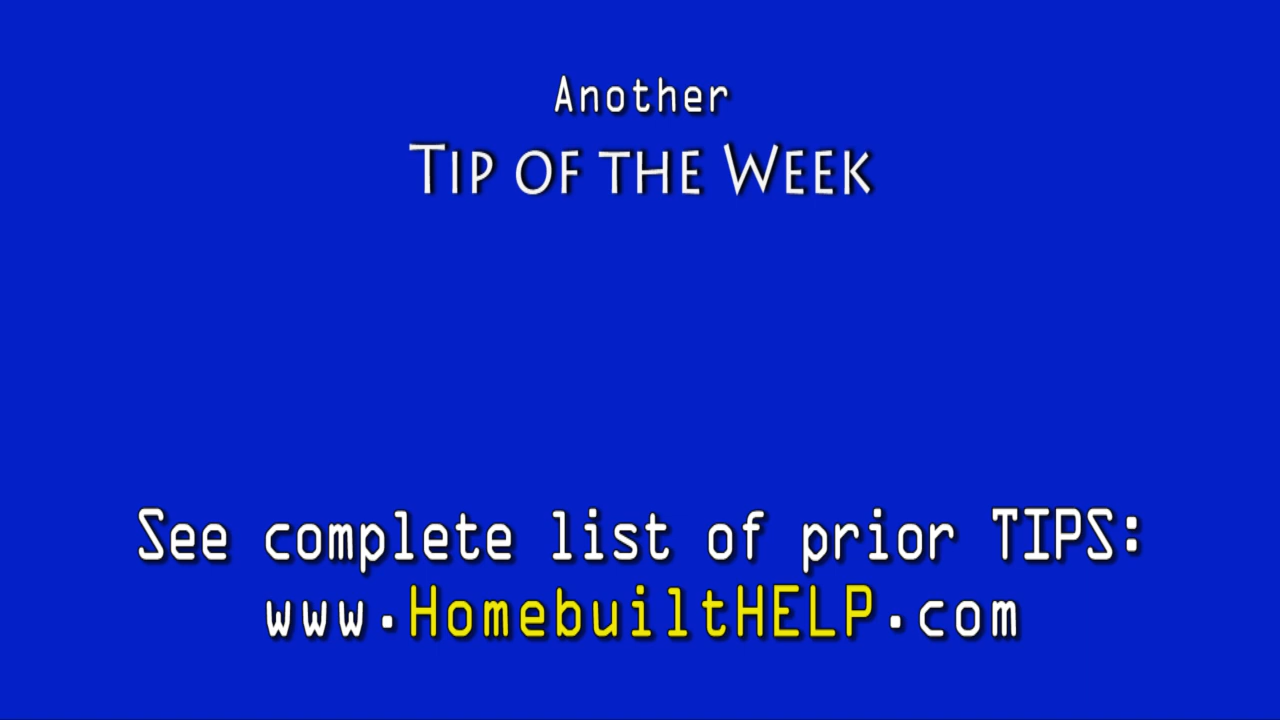 Another
Tip of the Week
See complete list of prior TIPS:
www.HomebuiltHELP.com